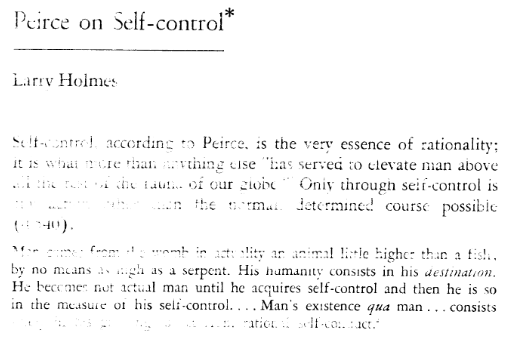 Peirce on Self-control*
Larry Holmes
Self-control, according to Peirce, is the very essence of rationality;
it is what more than anything else "has served to elevate man above
all the rest of the fauna of our globe." Only through self-control is
than the normal, determined course possible
Man comes from the womb in actuality an animal little higher than a fish,
by no means as high as a serpent. His humanity consists in his destination.
He becomes not actual man until he acquires self-control and then he is so
in the measure of his self-control. . . . Man's existence qua man . . . consists
self-